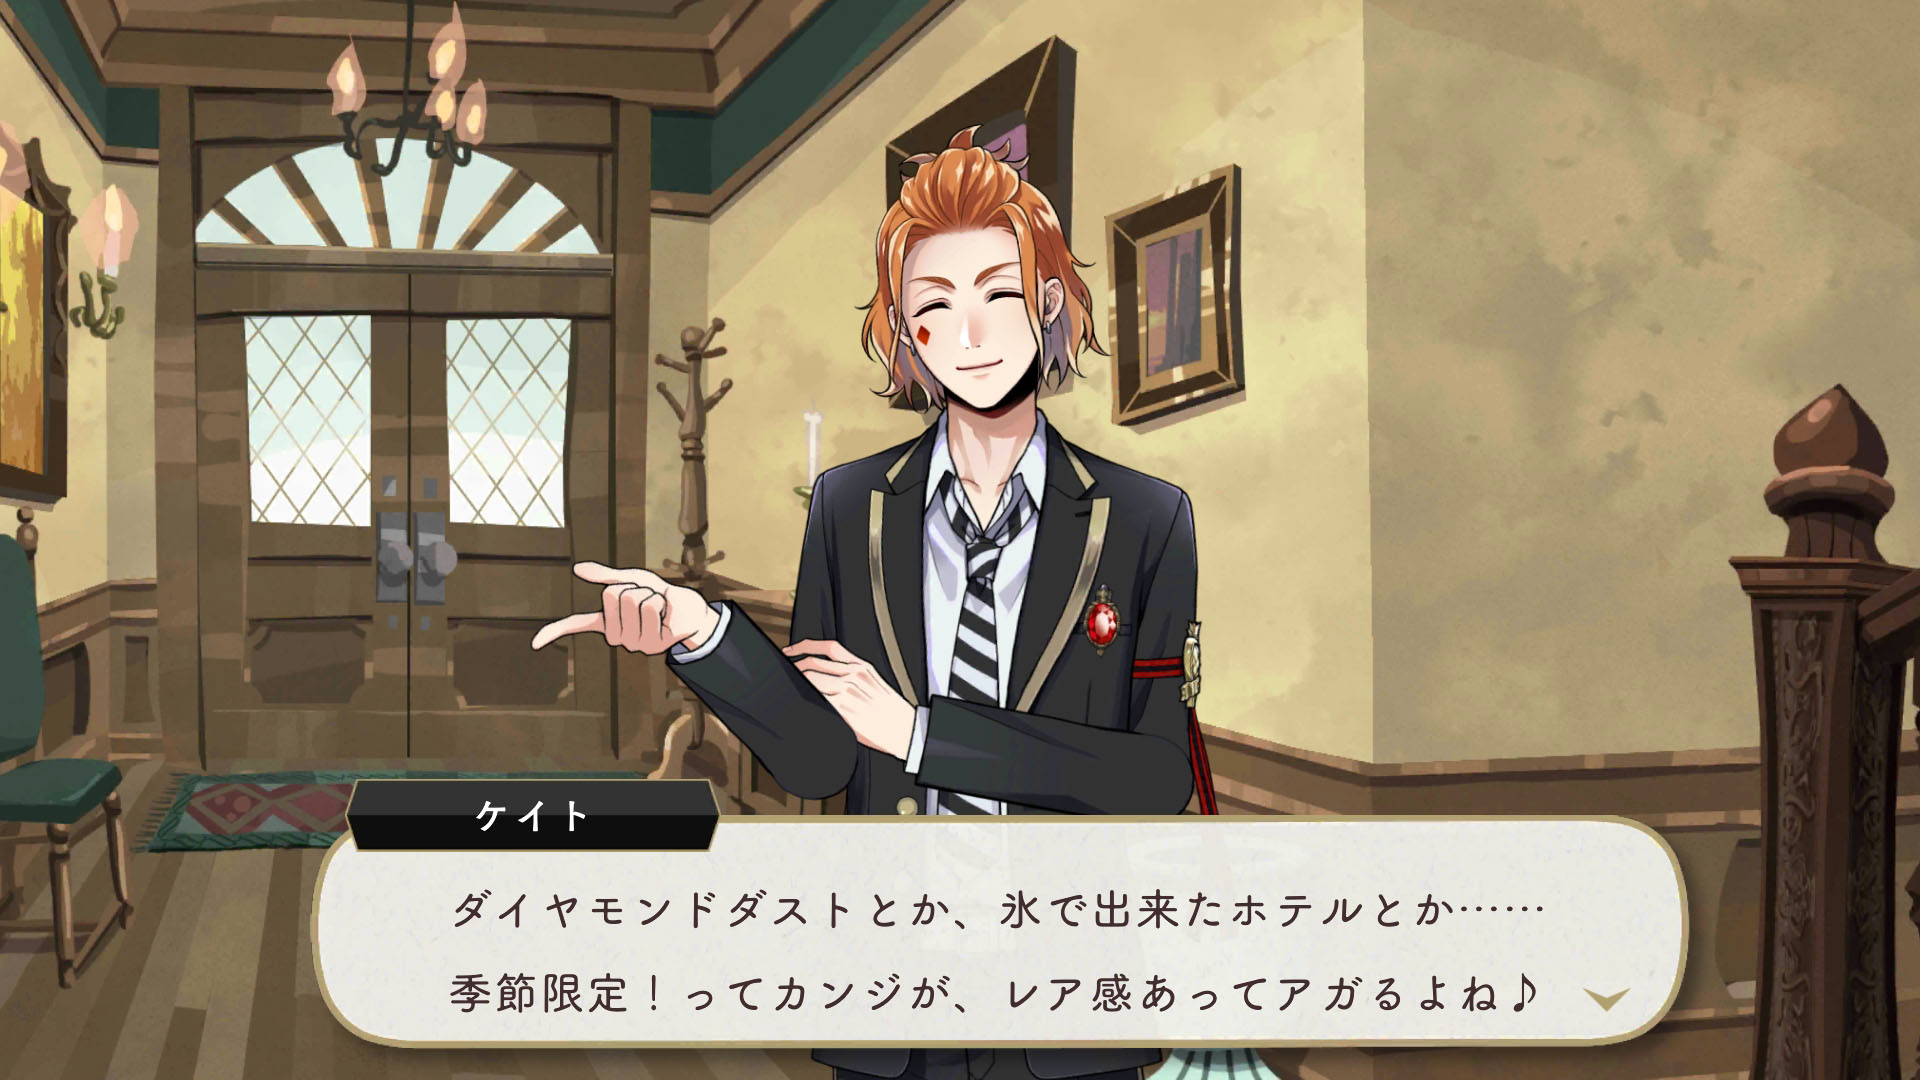 ケイト
ダイヤモンドダストとか、氷で出来たホテルとか……
季節限定！ってカンジが、レア感あってアガるよね♪